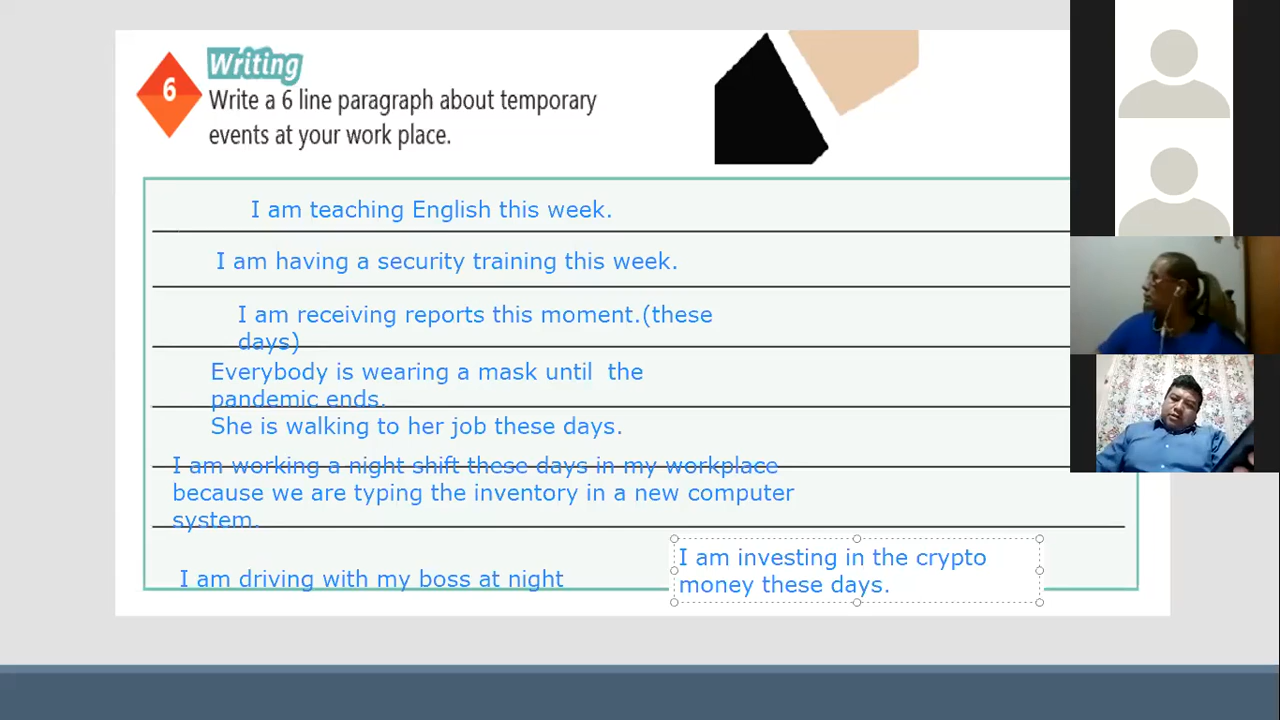 Writing
6
Write a 6 line paragraph about temporary
events at your work place.
I am teaching English this week.
I am having a security training this week.
I am receiving reports this moment.(these
days)
Everybody is wearing a mask until  the
pandemic ends.
She is walking to her job these days.
I am working a night shift these days in my workplace
because we are typing the inventory in a new computer
system.
I am driving with my boss at night
I am investing in the crypto
money these days.